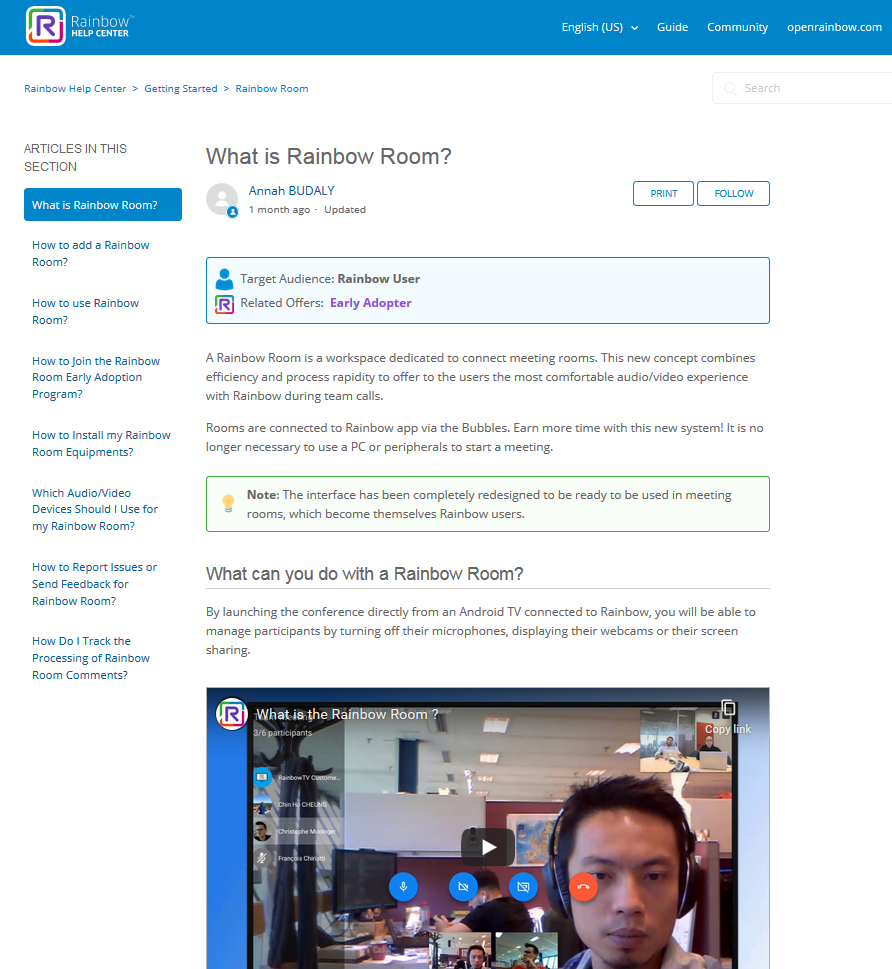 Rainbow™
HELP CENTER
English (US)
Guide
Community
openrainbow.com
Rainbow Help Center > Getting Started > Rainbow Room
Search
ARTICLES IN THIS
SECTION
What is Rainbow Room?
How to add a Rainbow
Room?
How to use Rainbow
Room?
How to Join the Rainbow
Room Early Adoption
Program?
How to Install my Rainbow
Room Equipments?
Which Audio/Video
Devices Should I Use for
my Rainbow Room?
How to Report Issues or
Send Feedback for
Rainbow Room?
How Do I Track the
Processing of Rainbow
Room Comments?
What is Rainbow Room?
Annah BUDALY
1 month ago · Updated
PRINT
FOLLOW
Target Audience: Rainbow User
Related Offers: Early Adopter
A Rainbow Room is a workspace dedicated to connect meeting rooms. This new concept combines
efficiency and process rapidity to offer to the users the most comfortable audio/video experience
with Rainbow during team calls.
Rooms are connected to Rainbow app via the Bubbles. Earn more time with this new system! It is no
longer necessary to use a PC or peripherals to start a meeting.
Note: The interface has been completely redesigned to be ready to be used in meeting
rooms, which become themselves Rainbow users.
What can you do with a Rainbow Room?
By launching the conference directly from an Android TV connected to Rainbow, you will be able to
manage participants by turning off their microphones, displaying their webcams or their screen
sharing.
What is the Rainbow Room ?
Copy link
3/6 participants
RainbowTV Custome...
Chin Ho CHEUNG
Christophe Muninger
François Chiriatti